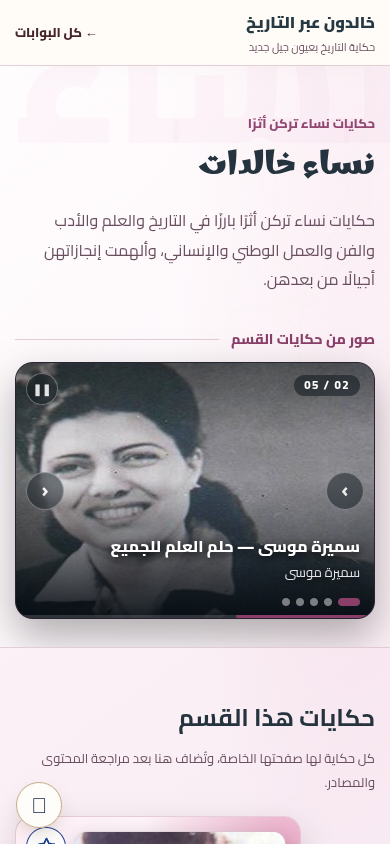 خالدون عبر التاريخ
حكاية التاريخ بعيون جيل جديد
← كل البوابات
حكايات نساء تركن أثرًا
نساء خالدات
حكايات نساء تركن أثرًا بارزًا في التاريخ والعلم والأدب
والفن والعمل الوطني والإنساني، وألهمت إنجازاتهن
أجيالًا من بعدهن.
صور من حكايات القسم
05 / 02
سميرة موسى — حلم العلم للجميع
سميرة موسى
حكايات هذا القسم
كل حكاية لها صفحتها الخاصة، وتُضاف هنا بعد مراجعة المحتوى
والمصادر.